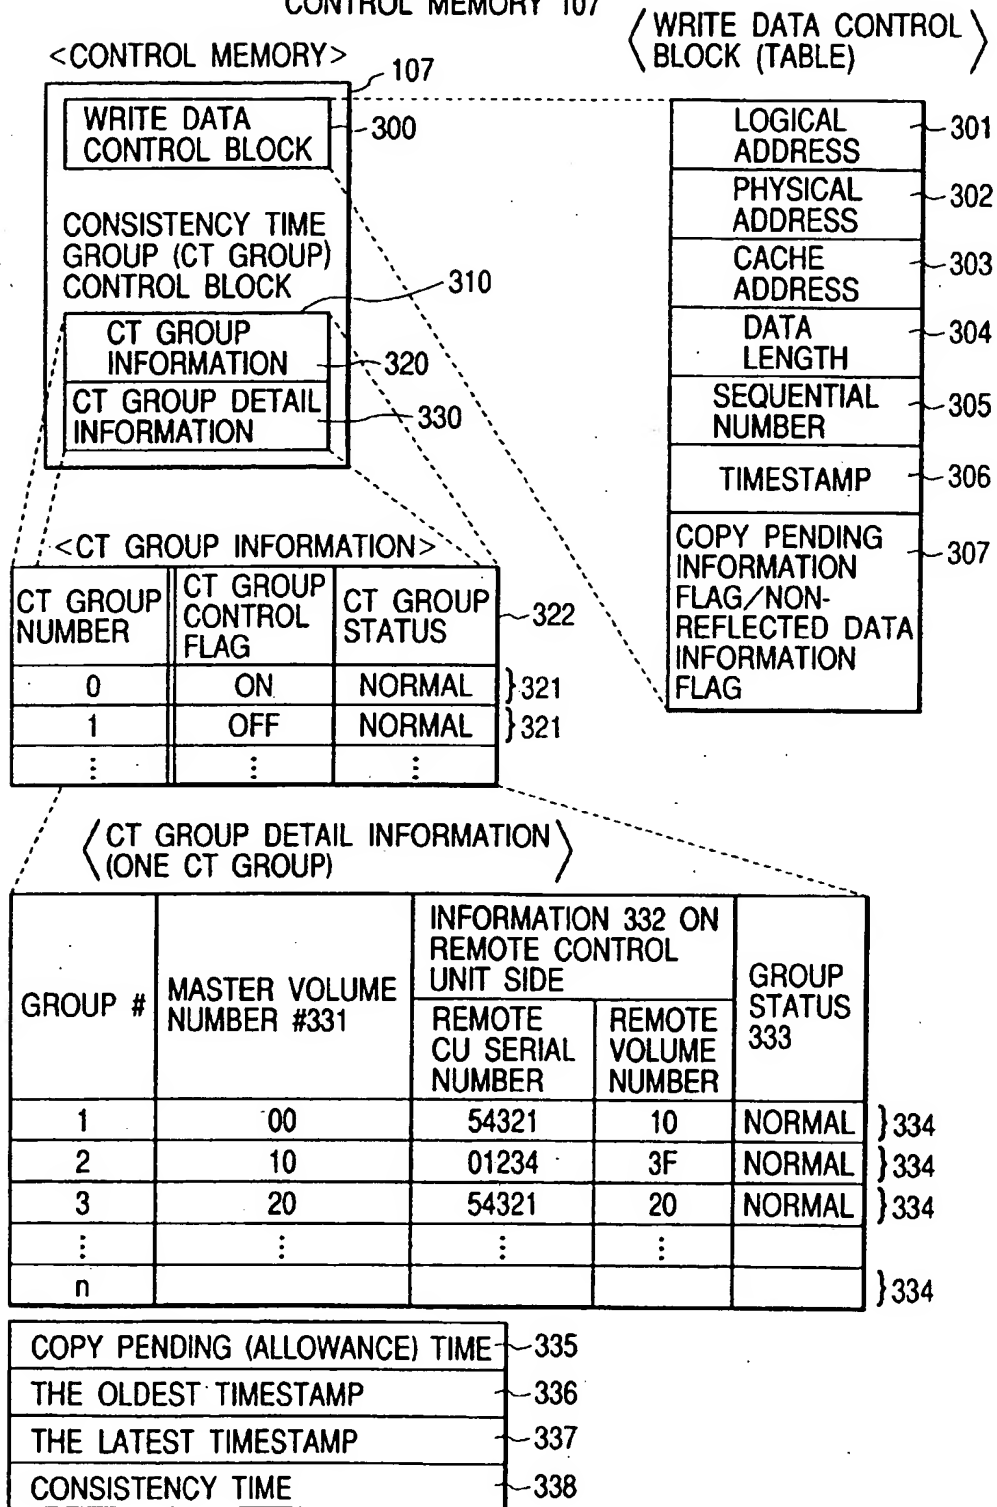 CONTROL MEMORY 107
<CONTROL MEMORY>
107
WRITE DATA
CONTROL BLOCK
300
CONSISTENCY TIME
GROUP (CT GROUP)
CONTROL BLOCK
310
CT GROUP
INFORMATION
320
CT GROUP DETAIL
INFORMATION
330
<WRITE DATA CONTROL
BLOCK (TABLE)>
LOGICAL
ADDRESS
301
PHYSICAL
ADDRESS
302
CACHE
ADDRESS
303
DATA
LENGTH
304
SEQUENTIAL
NUMBER
305
TIMESTAMP
306
COPY PENDING
INFORMATION
FLAG/NON-
REFLECTED DATA
INFORMATION
FLAG
307
<CT GROUP INFORMATION>
CT GROUP
NUMBER
CT GROUP
CONTROL
FLAG
CT GROUP
STATUS
322
0 ON NORMAL }321
1 OFF NORMAL }321
⋮ ⋮ ⋮
<CT GROUP DETAIL INFORMATION
(ONE CT GROUP)>
GROUP #
MASTER VOLUME
NUMBER #331
INFORMATION 332 ON
REMOTE CONTROL
UNIT SIDE
REMOTE
CU SERIAL
NUMBER
REMOTE
VOLUME
NUMBER
GROUP
STATUS
333
1 00 54321 10 NORMAL }334
2 10 01234 3F NORMAL }334
3 20 54321 20 NORMAL }334
⋮ ⋮ ⋮ ⋮
n }334
COPY PENDING (ALLOWANCE) TIME 335
THE OLDEST TIMESTAMP 336
THE LATEST TIMESTAMP 337
CONSISTENCY TIME 338